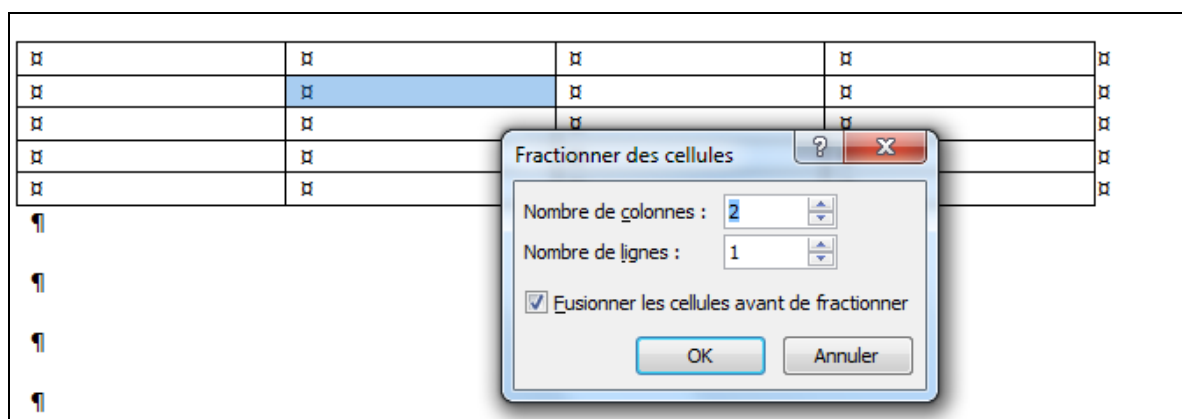 ¤ ¤ ¤ ¤ ¤
¤ ¤ ¤ ¤ ¤
¤ ¤ ¤ ¤ ¤
¤ ¤ ¤
¤ ¤ ¤
Fractionner des cellules
Nombre de colonnes : 2
Nombre de lignes : 1
Fusionner les cellules avant de fractionner
OK Annuler
¶
¶
¶
¶